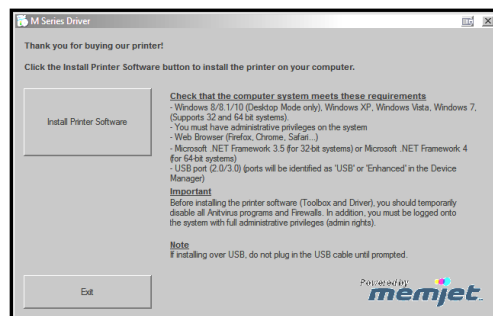 M Series Driver
Thank you for buying our printer!
Click the Install Printer Software button to install the printer on your computer.
Install Printer Software
Check that the computer system meets these requirements
- Windows 8/8.1/10 (Desktop Mode only), Windows XP, Windows Vista, Windows 7,
(Supports 32 and 64 bit systems).
- You must have administrative privileges on the system
- Web Browser (Firefox, Chrome, Safari...)
- Microsoft .NET Framework 3.5 (for 32-bit systems) or Microsoft .NET Framework 4
(for 64-bit systems)
- USB port (2.0/3.0) (ports will be identified as 'USB' or "Enhanced" in the Device
Manager)
Important
Before installing the printer software (Toolbox and Driver), you should temporarily
disable all Anitvirus programs and Firewalls. In addition, you must be logged onto
the system with full administrative privileges (admin rights).
Note
If installing over USB, do not plug in the USB cable until prompted.
Exit
Powered by
memjet.